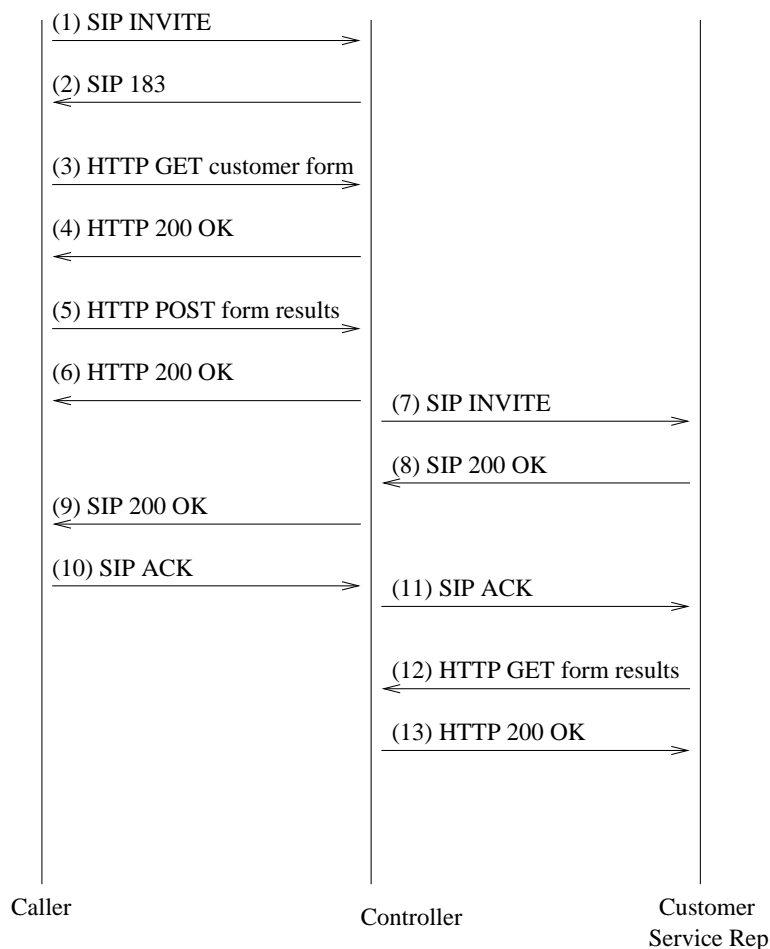 (1) SIP INVITE
(2) SIP 183
(3) HTTP GET customer form
(4) HTTP 200 OK
(5) HTTP POST form results
(6) HTTP 200 OK
(7) SIP INVITE
(8) SIP 200 OK
(9) SIP 200 OK
(10) SIP ACK
(11) SIP ACK
(12) HTTP GET form results
(13) HTTP 200 OK
Caller
Controller
Customer
Service Rep